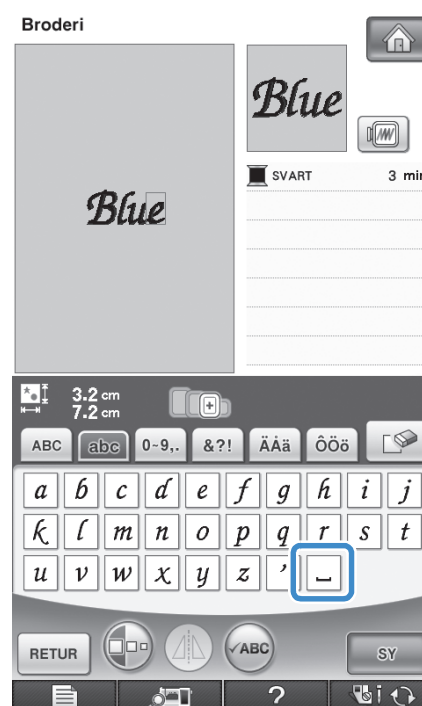 Broderi
Blue
Blue
SVART 3 min
3.2 cm
7.2 cm
ABC abc 0~9,. &?! ÄÅä ÔÖö
a b c d e f g h i j
k l m n o p q r s t
u v w x y z ’ ⎵
RETUR ABC SY
? i